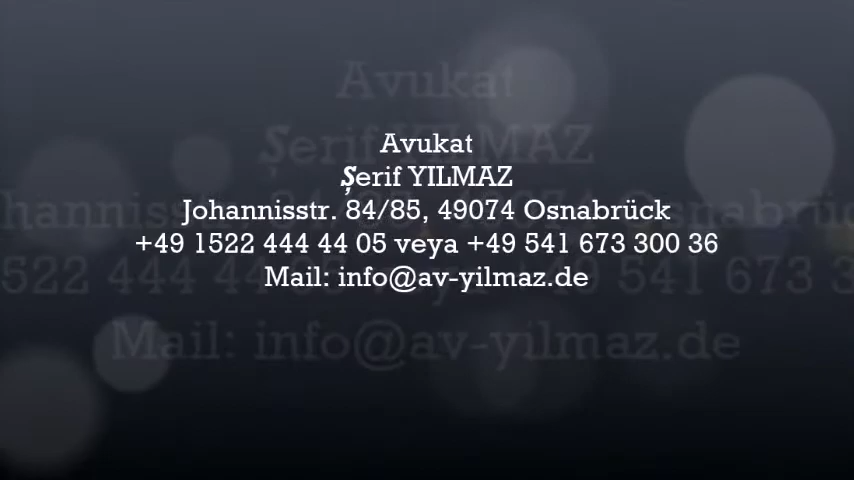 Avukat
Şerif YILMAZ
Johannisstr. 84/85, 49074 Osnabrück
+49 1522 444 44 05 veya +49 541 673 300 36
Mail: info@av-yilmaz.de